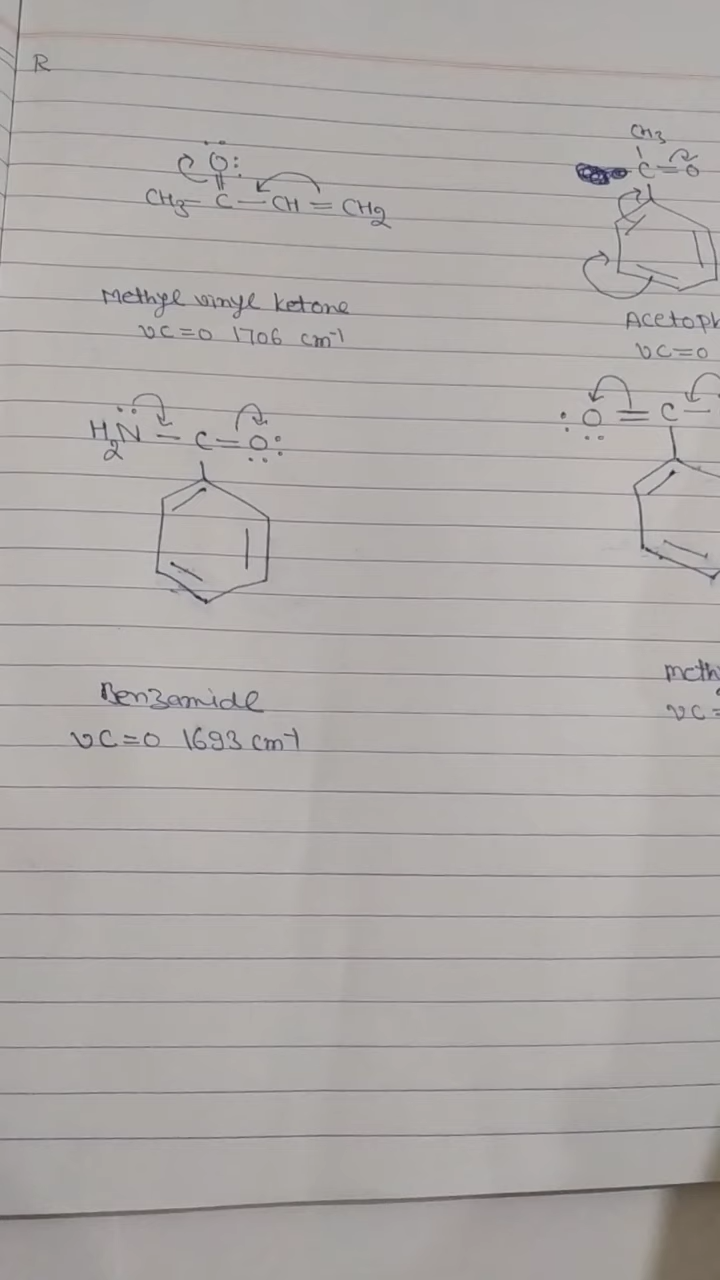 R
CH3
:O:
C=O
CH3-C-CH=CH2
Methyl vinyl ketone
νC=O 1706 cm-1
Acetoph
νC=O
H2N-C-O:
:O=C-
Benzamide
νC=O 1693 cm-1
meth
νC=